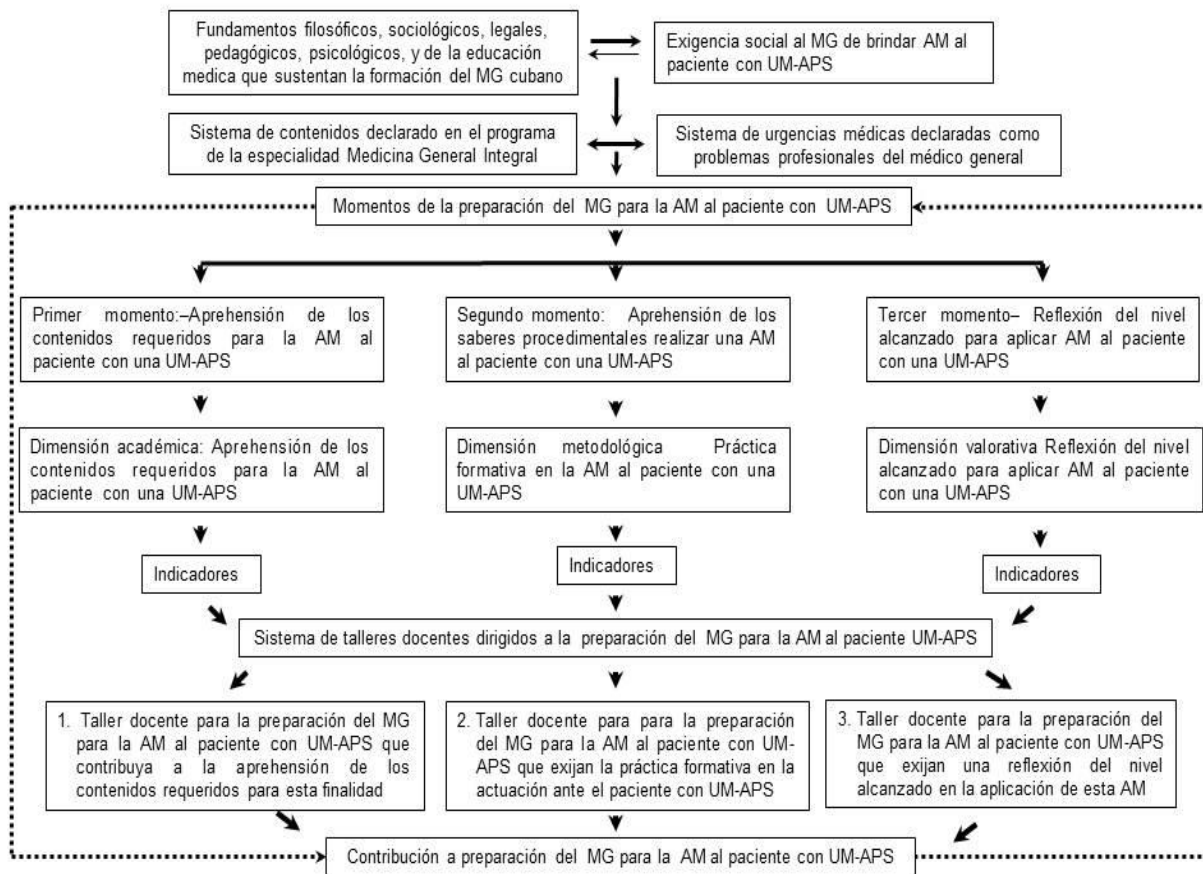 Fundamentos filosóficos, sociológicos, legales,
pedagógicos, psicológicos, y de la educación
medica que sustentan la formación del MG cubano
Exigencia social al MG de brindar AM al
paciente con UM-APS
Sistema de contenidos declarado en el programa
de la especialidad Medicina General Integral
Sistema de urgencias médicas declaradas como
problemas profesionales del médico general
Momentos de la preparación del MG para la AM al paciente con UM-APS
Primer momento:–Aprehensión de los
contenidos requeridos para la AM al
paciente con una UM-APS
Segundo momento: Aprehensión de los
saberes procedimentales realizar una AM
al paciente con una UM-APS
Tercer momento– Reflexión del nivel
alcanzado para aplicar AM al paciente
con una UM-APS
Dimensión académica: Aprehensión de los
contenidos requeridos para la AM al
paciente con una UM-APS
Dimensión metodológica Práctica
formativa en la AM al paciente con una
UM-APS
Dimensión valorativa Reflexión del nivel
alcanzado para aplicar AM al paciente
con una UM-APS
Indicadores
Indicadores
Indicadores
Sistema de talleres docentes dirigidos a la preparación del MG para la AM al paciente UM-APS
1. Taller docente para la preparación del MG
para la AM al paciente con UM-APS que
contribuya a la aprehensión de los
contenidos requeridos para esta finalidad
2. Taller docente para para la preparación
del MG para la AM al paciente con UM-
APS que exijan la práctica formativa en la
actuación ante el paciente con UM-APS
3. Taller docente para la preparación del
MG para la AM al paciente con UM-APS
que exijan una reflexión del nivel
alcanzado en la aplicación de esta AM
Contribución a preparación del MG para la AM al paciente con UM-APS